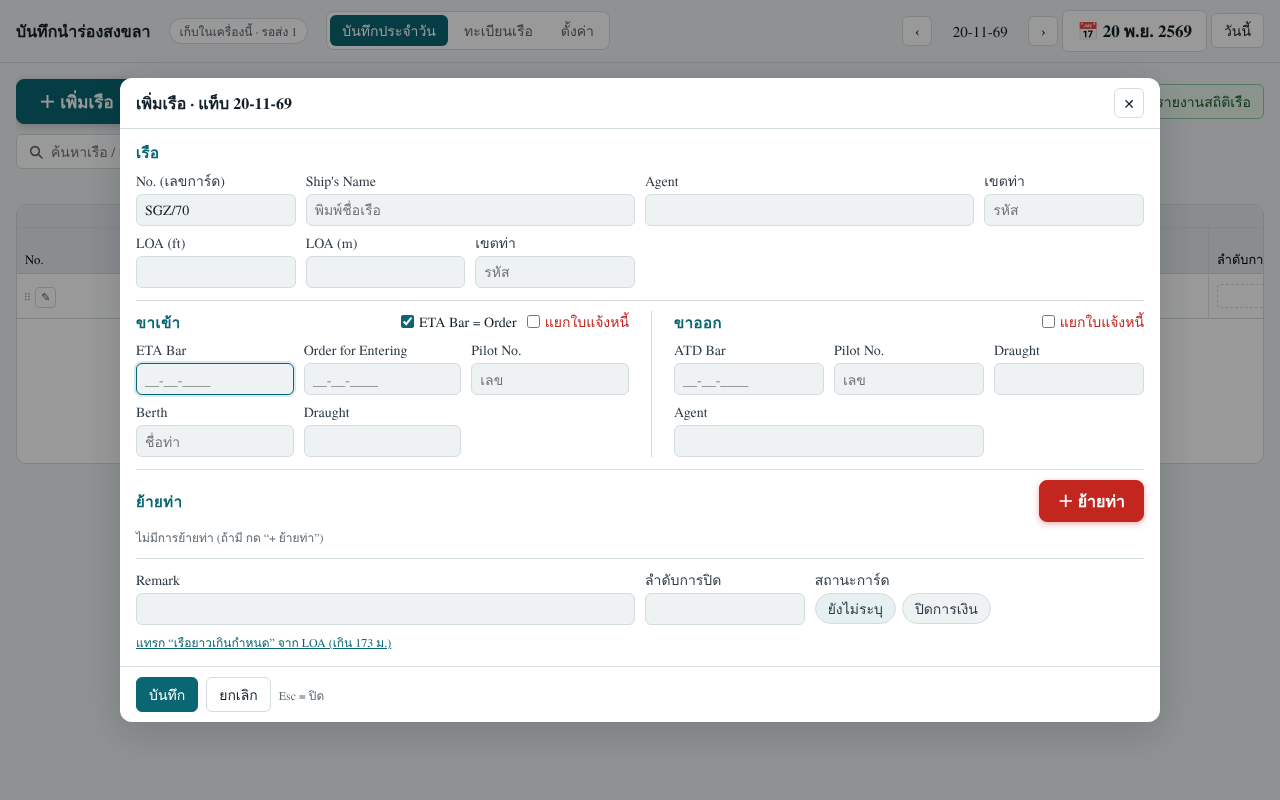 บันทึกนำร่องสงขลา
เก็บในเครื่องนี้ · รอส่ง 1
บันทึกประจำวัน
ทะเบียนเรือ
ตั้งค่า
‹
20-11-69
›
📅 20 พ.ย. 2569
วันนี้
+ เพิ่มเรือ
รายงานสถิติเรือ
ค้นหาเรือ /
No.
ลำดับกา
เพิ่มเรือ · แท็บ 20-11-69
✕
เรือ
No. (เลขการ์ด)
Ship's Name
Agent
เขตท่า
SGZ/70
พิมพ์ชื่อเรือ
รหัส
LOA (ft)
LOA (m)
เขตท่า
รหัส
ขาเข้า
ETA Bar = Order
แยกใบแจ้งหนี้
ETA Bar
Order for Entering
Pilot No.
__-__-____
__-__-____
เลข
Berth
Draught
ชื่อท่า
ขาออก
แยกใบแจ้งหนี้
ATD Bar
Pilot No.
Draught
__-__-____
เลข
Agent
ย้ายท่า
+ ย้ายท่า
ไม่มีการย้ายท่า (ถ้ามี กด “+ ย้ายท่า”)
Remark
ลำดับการปิด
สถานะการ์ด
ยังไม่ระบุ
ปิดการเงิน
แทรก “เรือยาวเกินกำหนด” จาก LOA (เกิน 173 ม.)
บันทึก
ยกเลิก
Esc = ปิด